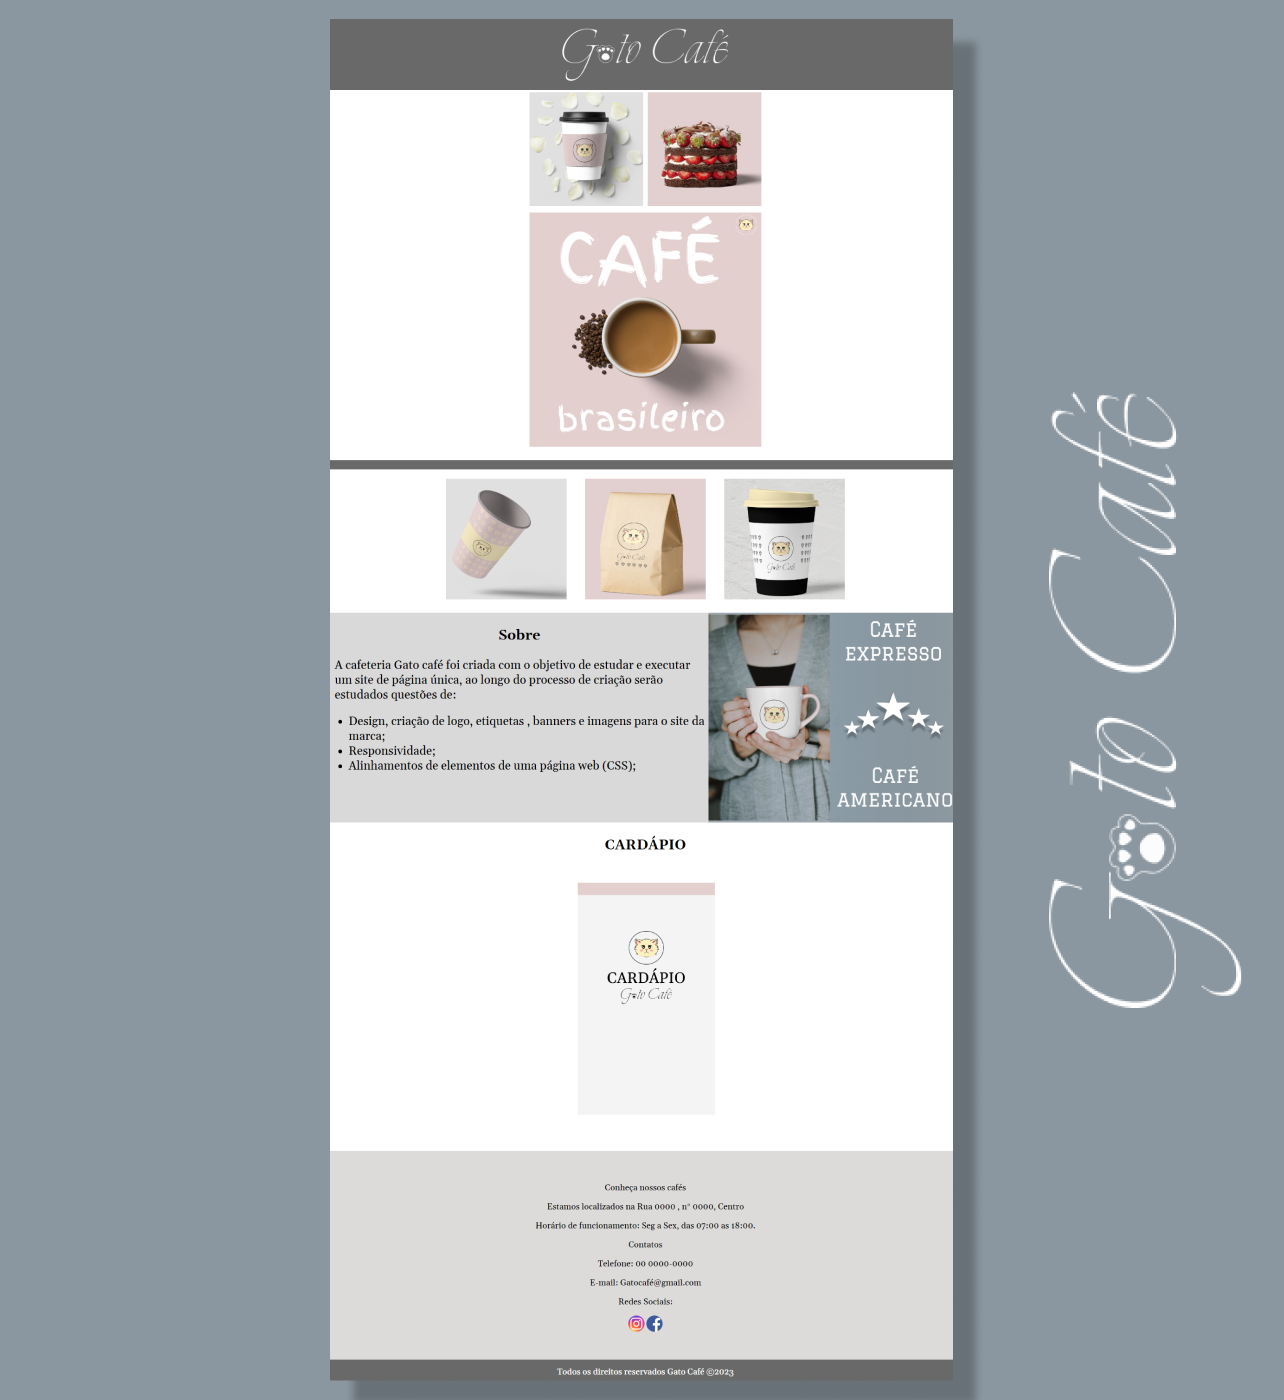 Gato Café
CAFÉ
brasileiro
Gato Café
Gato Café
Sobre
A cafeteria Gato café foi criada com o objetivo de estudar e executar
um site de página única, ao longo do processo de criação serão
estudados questões de:
Design, criação de logo, etiquetas , banners e imagens para o site da
marca;
Responsividade;
Alinhamentos de elementos de uma página web (CSS);
CAFÉ
EXPRESSO
CAFÉ
AMERICANO
CARDÁPIO
CARDÁPIO
Gato Café
Conheça nossos cafés
Estamos localizados na Rua 0000 , n° 0000, Centro
Horário de funcionamento: Seg a Sex, das 07:00 as 18:00.
Contatos
Telefone: 00 0000-0000
E-mail: Gatocafé@gmail.com
Redes Sociais:
Todos os direitos reservados Gato Café ©2023
Gato Café